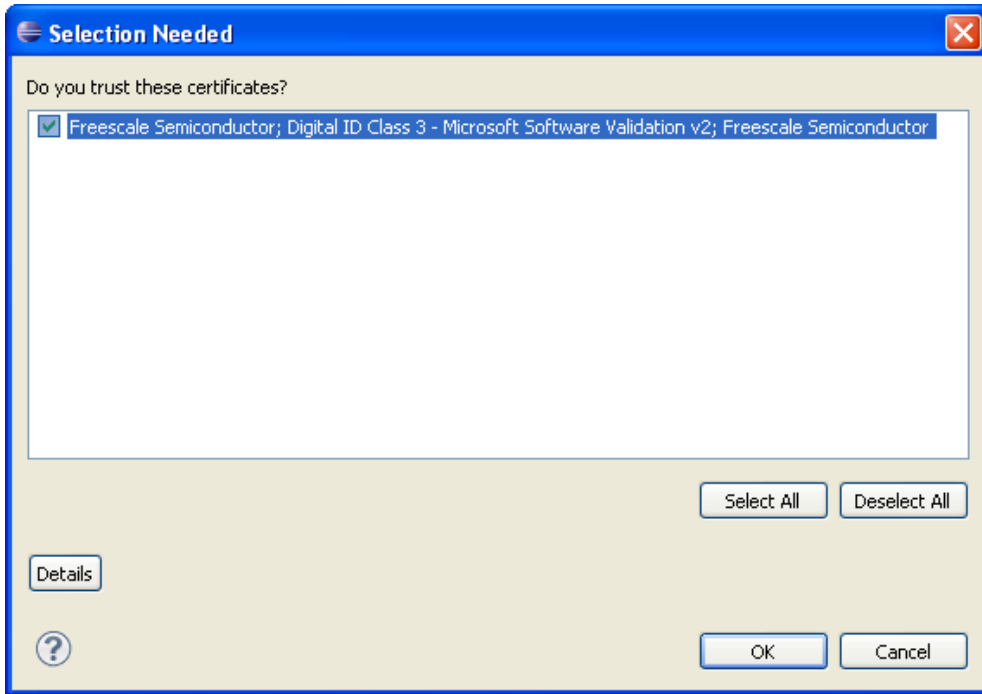 Selection Needed
Do you trust these certificates?
Freescale Semiconductor; Digital ID Class 3 - Microsoft Software Validation v2; Freescale Semiconductor
Select All
Deselect All
Details
?
OK
Cancel